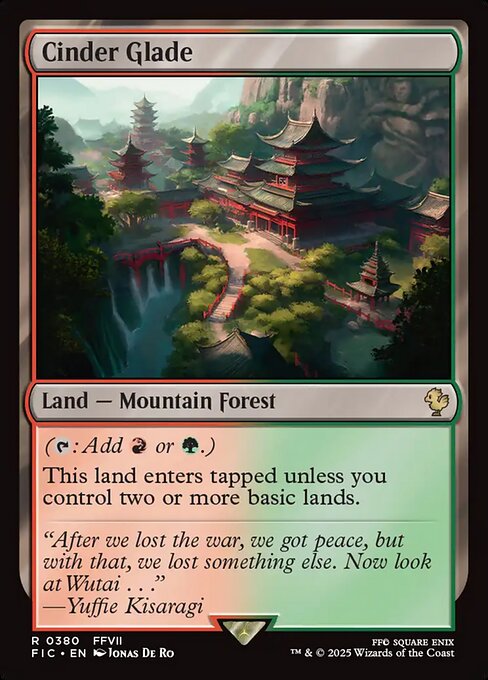 Cinder Glade
Land — Mountain Forest
( : Add or .)
This land enters tapped unless you
control two or more basic lands.
“After we lost the war, we got peace, but
with that, we lost something else. Now look
at Wutai . . .”
—Yuffie Kisaragi
R 0380 FFVII
FIC • EN Jonas De Ro
FF© SQUARE ENIX
™ & © 2025 Wizards of the Coast